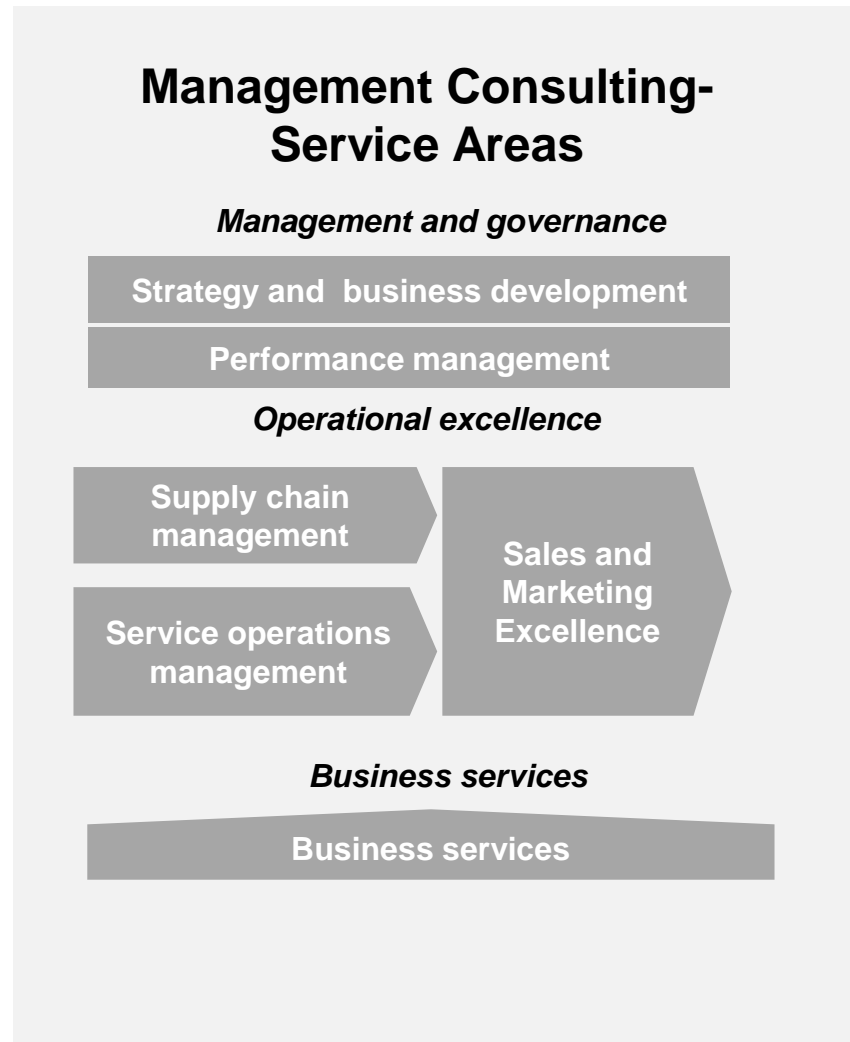 Management Consulting-
Service Areas
Management and governance
Strategy and  business development
Performance management
Operational excellence
Supply chain
management
Sales and
Marketing
Excellence
Service operations
management
Business services
Business services